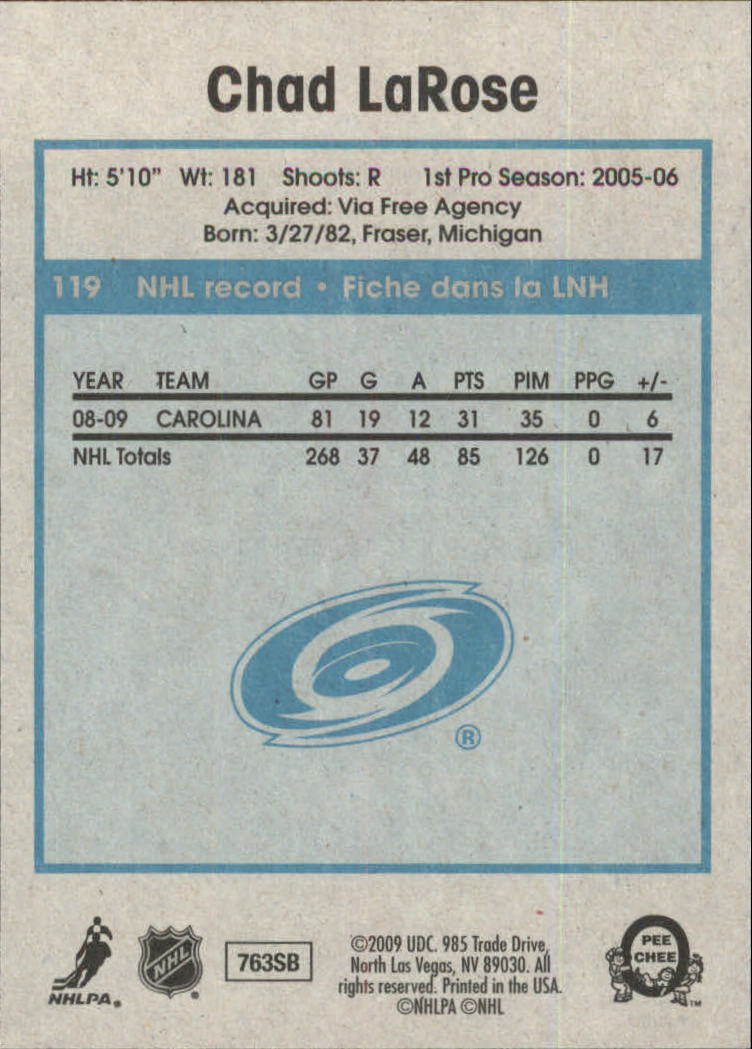 Chad LaRose
Ht: 5'10" Wt: 181 Shoots: R 1st Pro Season: 2005-06
Acquired: Via Free Agency
Born: 3/27/82, Fraser, Michigan
119 NHL record • Fiche dans la LNH
YEAR TEAM GP G A PTS PIM PPG +/-
08-09 CAROLINA 81 19 12 31 35 0 6
NHL Totals 268 37 48 85 126 0 17
®
©2009 UDC. 985 Trade Drive,
North Las Vegas, NV 89030. All
rights reserved. Printed in the USA.
©NHLPA ©NHL
NHLPA®
NHL®
763SB
O
PEE
CHEE
TM